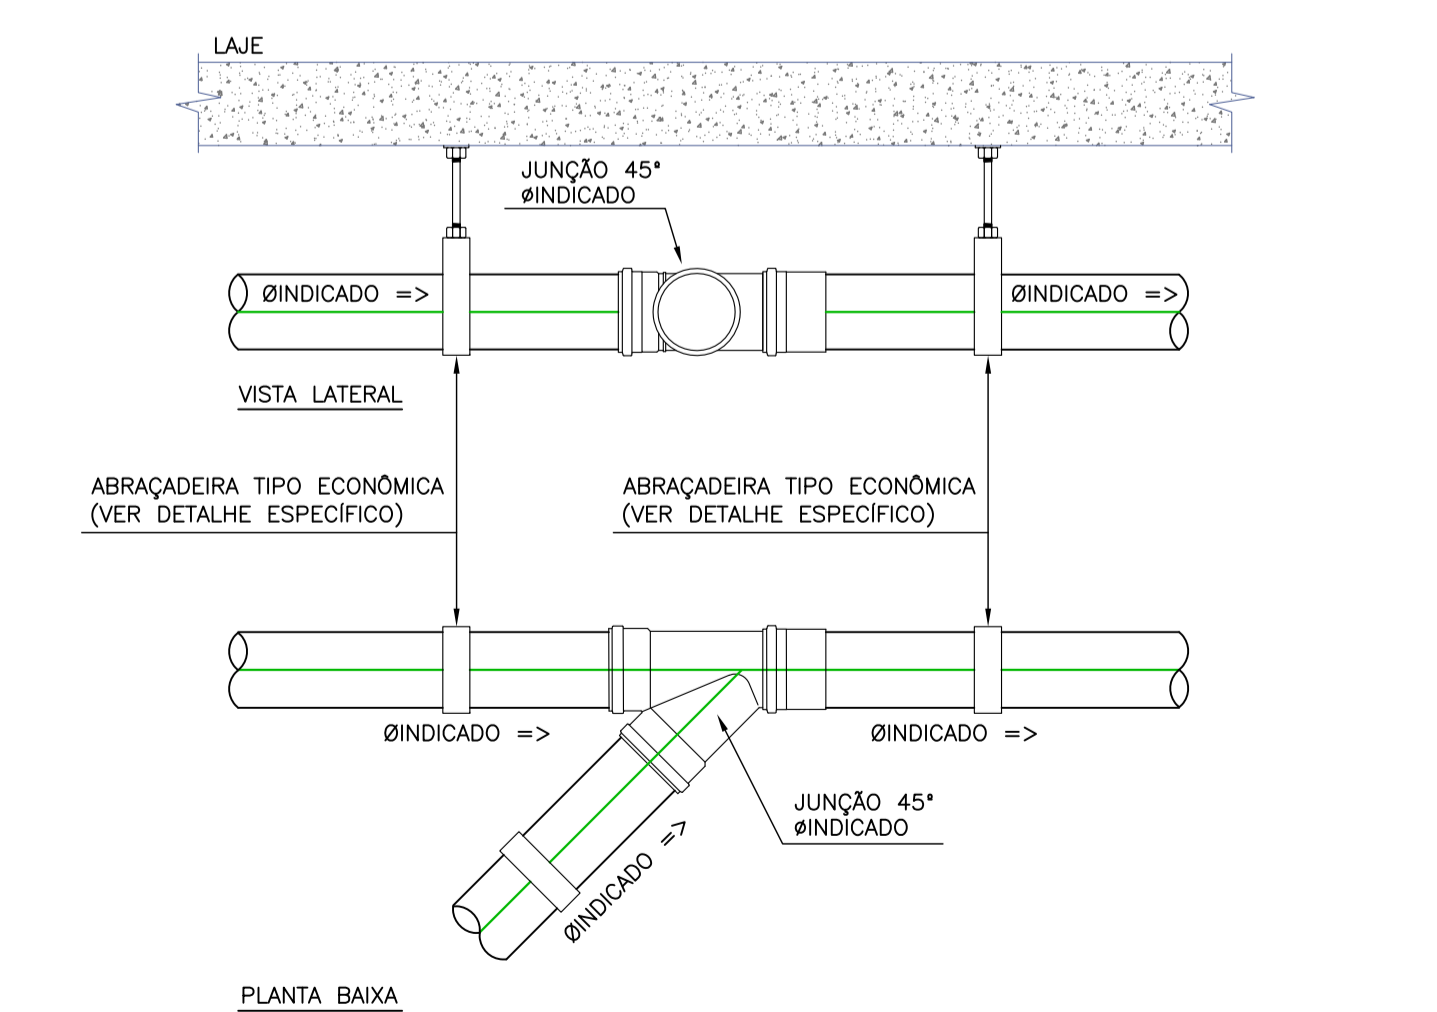 LAJE
JUNÇÃO 45°
øINDICADO
ØINDICADO =>
ØINDICADO =>
VISTA LATERAL
ABRAÇADEIRA TIPO ECONÔMICA
(VER DETALHE ESPECÍFICO)
ABRAÇADEIRA TIPO ECONÔMICA
(VER DETALHE ESPECÍFICO)
ØINDICADO =>
ØINDICADO =>
JUNÇÃO 45°
øINDICADO
ØINDICADO =>
PLANTA BAIXA